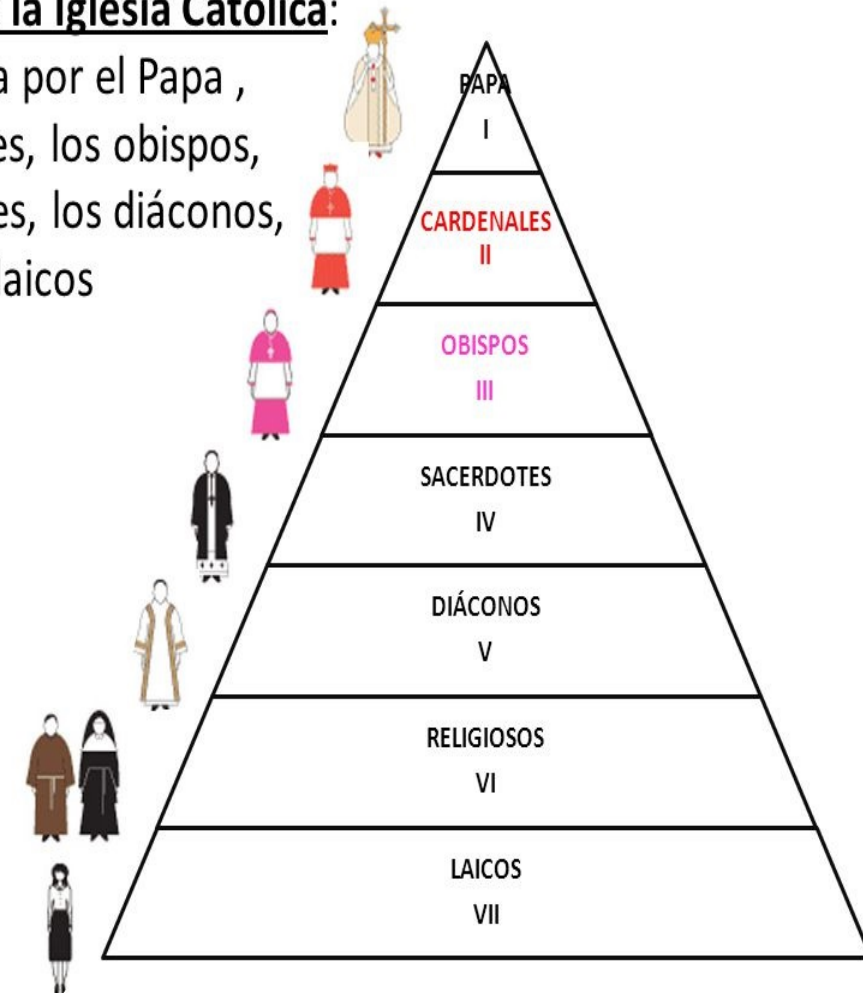 la Iglesia Católica:
a por el Papa ,
es, los obispos,
es, los diáconos,
laicos
PAPA
I
CARDENALES
II
OBISPOS
III
SACERDOTES
IV
DIÁCONOS
V
RELIGIOSOS
VI
LAICOS
VII